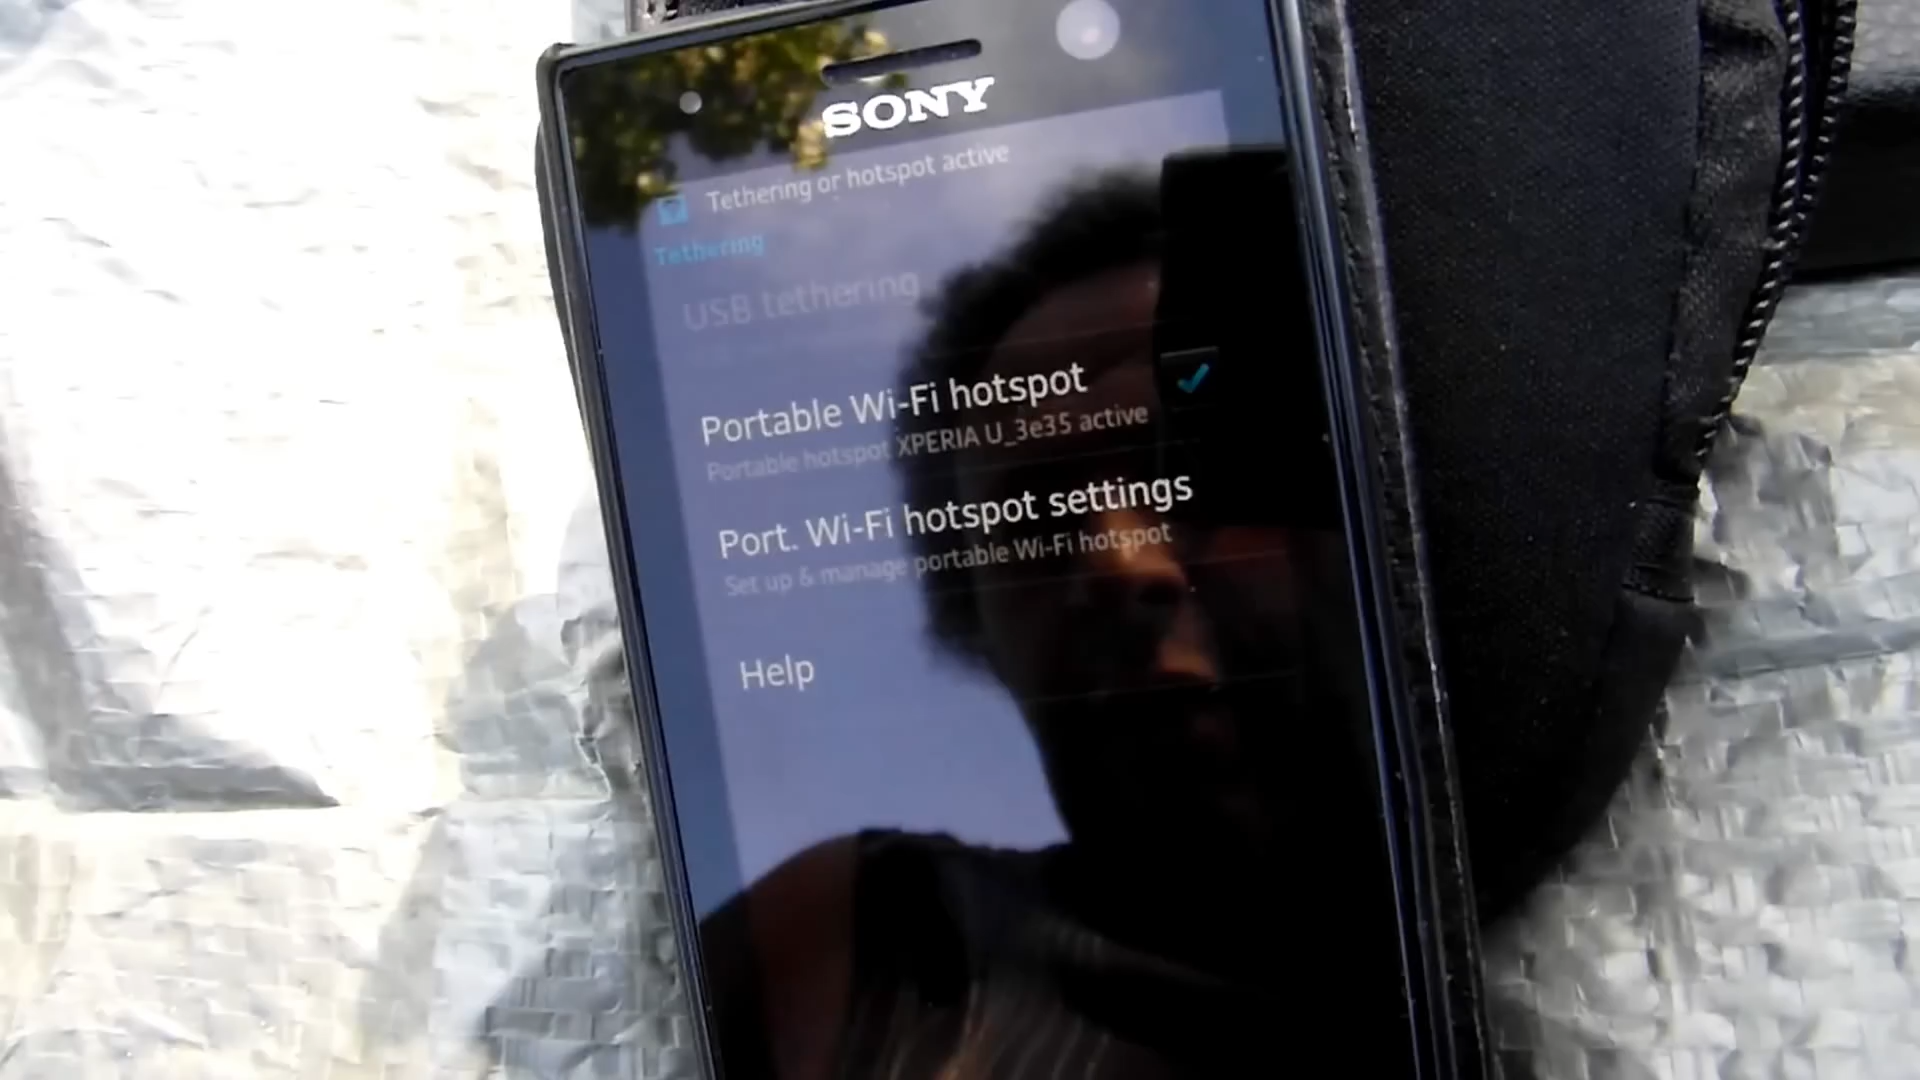 SONY
Tethering or hotspot active
Tethering
USB tethering
Portable Wi-Fi hotspot
Portable hotspot XPERIA U_3e35 active
Port. Wi-Fi hotspot settings
Set up & manage portable Wi-Fi hotspot
Help